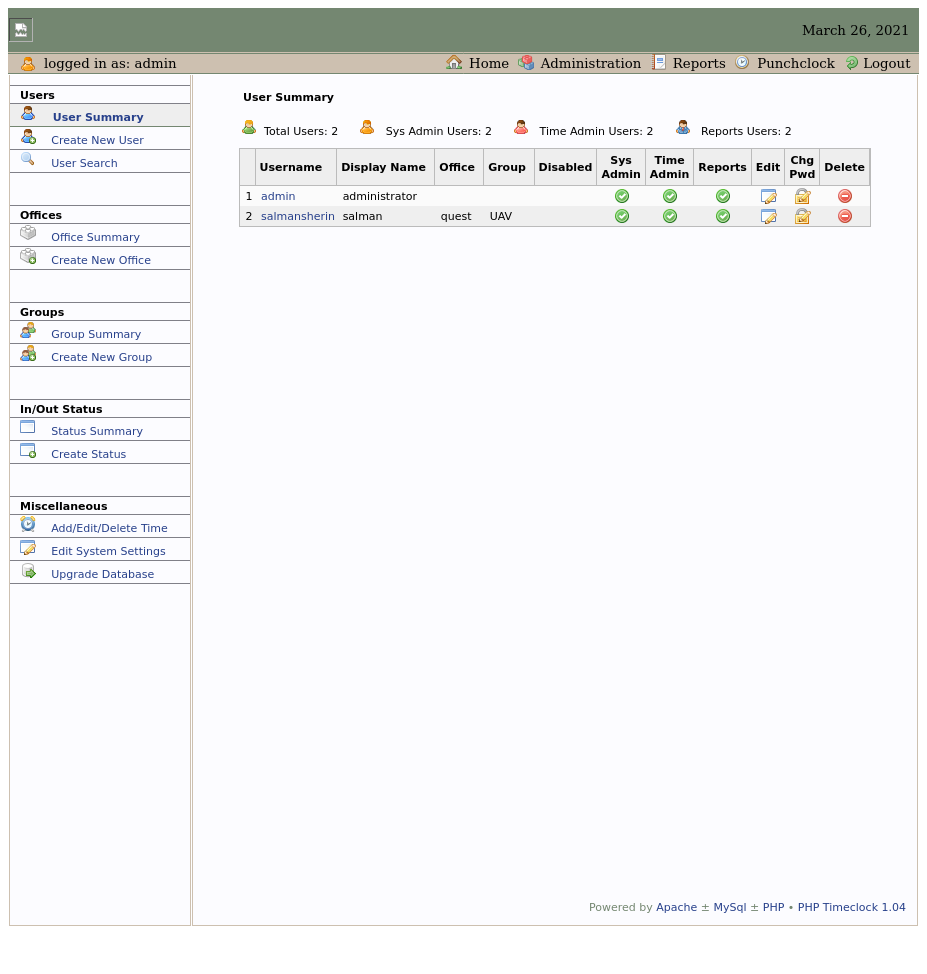 March 26, 2021
logged in as: admin Home Administration Reports Punchclock Logout
Users
User Summary
Create New User
User Search
Offices
Office Summary
Create New Office
Groups
Group Summary
Create New Group
In/Out Status
Status Summary
Create Status
Miscellaneous
Add/Edit/Delete Time
Edit System Settings
Upgrade Database
User Summary
Total Users: 2 Sys Admin Users: 2 Time Admin Users: 2 Reports Users: 2
Username Display Name Office Group Disabled Sys Admin Time Admin Reports Edit Chg Pwd Delete
1 admin administrator
2 salmansherin salman quest UAV
Powered by Apache ± MySql ± PHP • PHP Timeclock 1.04